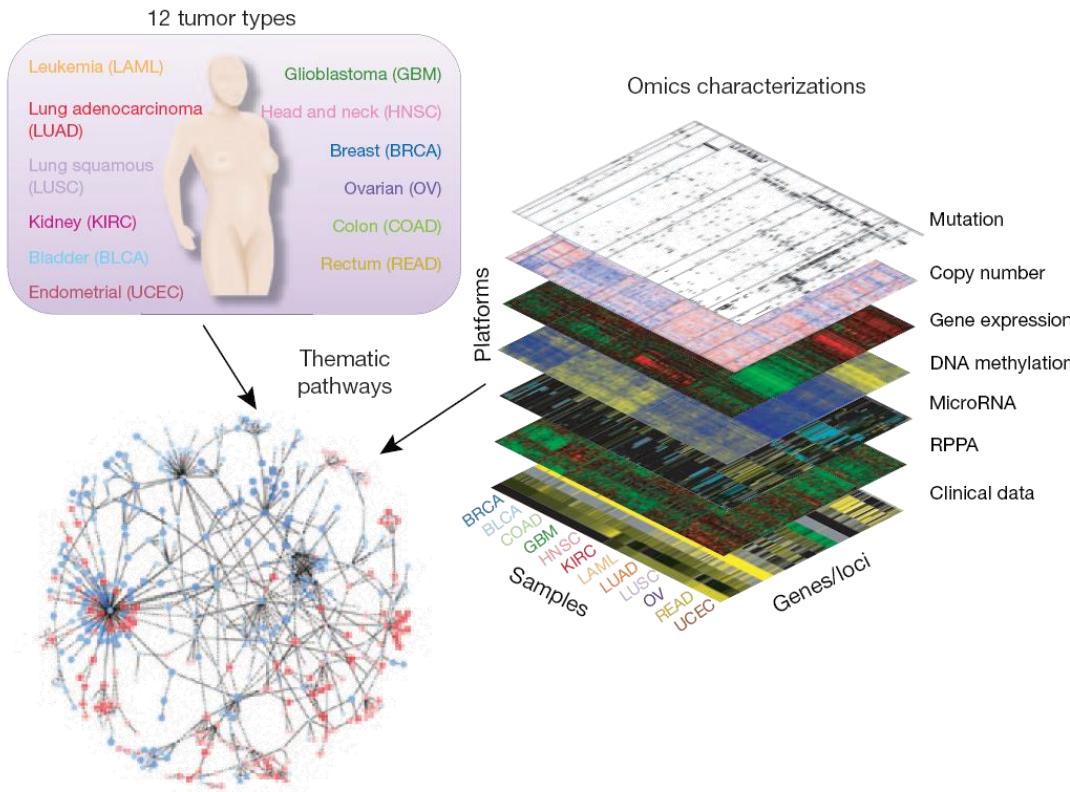 12 tumor types
Leukemia (LAML)
Lung adenocarcinoma
(LUAD)
Lung squamous
(LUSC)
Kidney (KIRC)
Bladder (BLCA)
Endometrial (UCEC)
Glioblastoma (GBM)
Head and neck (HNSC)
Breast (BRCA)
Ovarian (OV)
Colon (COAD)
Rectum (READ)
Thematic
pathways
Omics characterizations
Platforms
Mutation
Copy number
Gene expression
DNA methylation
MicroRNA
RPPA
Clinical data
BRCA
BLCA
COAD
GBM
HNSC
KIRC
LAML
LUAD
LUSC
OV
READ
UCEC
Samples
Genes/loci